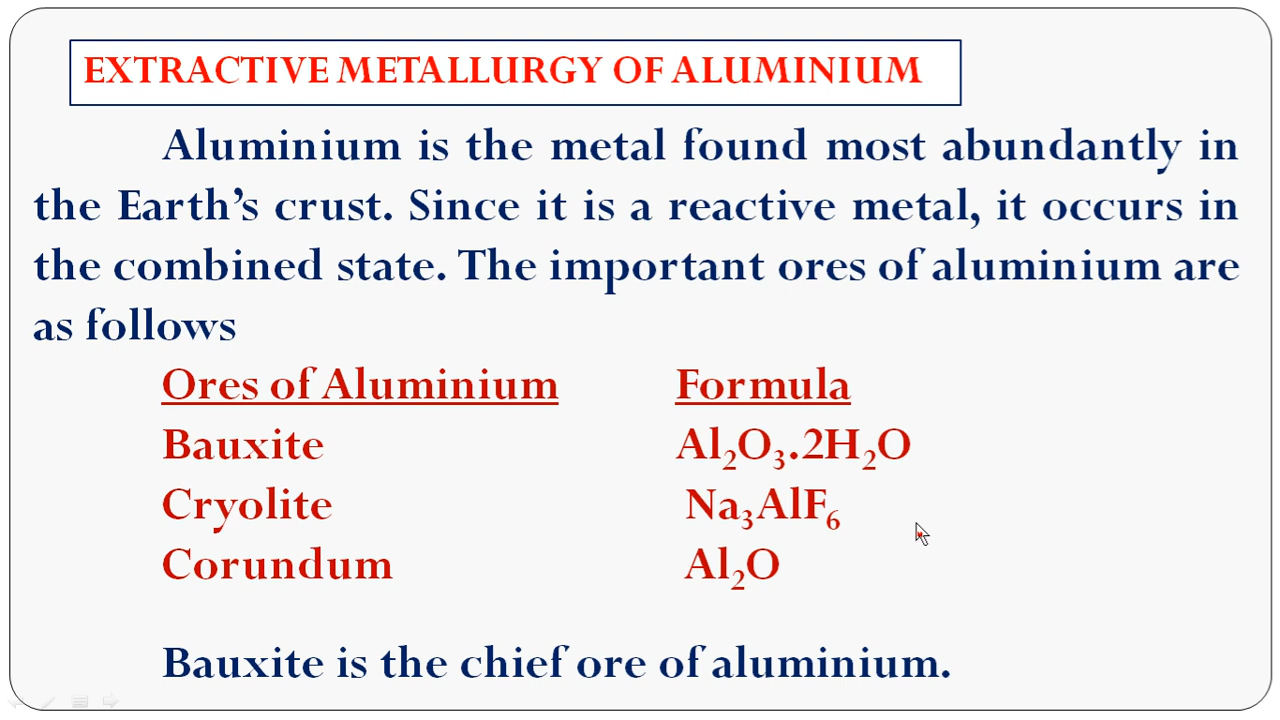 EXTRACTIVE METALLURGY OF ALUMINIUM
Aluminium is the metal found most abundantly in
the Earth's crust. Since it is a reactive metal, it occurs in
the combined state. The important ores of aluminium are
as follows
Ores of Aluminium Formula
Bauxite Al₂O₃.2H₂O
Cryolite Na₃AlF₆
Corundum Al₂O
Bauxite is the chief ore of aluminium.